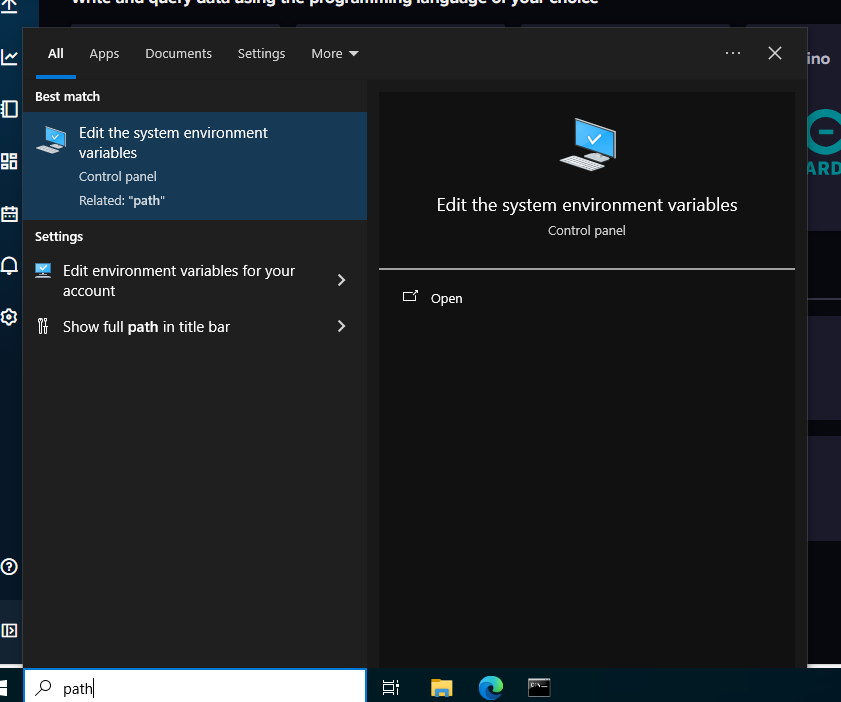 Write and query data using the programming language of your choice
All Apps Documents Settings More
Best match
Edit the system environment
variables
Control panel
Related: "path"
Settings
Edit environment variables for your
account
Show full path in title bar
Edit the system environment variables
Control panel
Open
ino
ARD
path